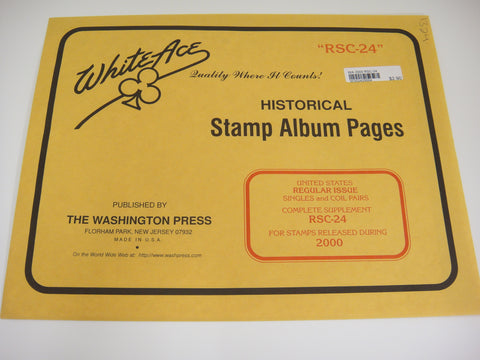 White Ace
Quality Where It Counts!
"RSC-24"
$2.90
HISTORICAL
Stamp Album Pages
UNITED STATES
REGULAR ISSUE
SINGLES and COIL PAIRS
COMPLETE SUPPLEMENT
RSC-24
FOR STAMPS RELEASED DURING
2000
PUBLISHED BY
THE WASHINGTON PRESS
FLORHAM PARK, NEW JERSEY 07932
MADE IN U.S.A.
On the World Wide Web at: http://www.washpress.com